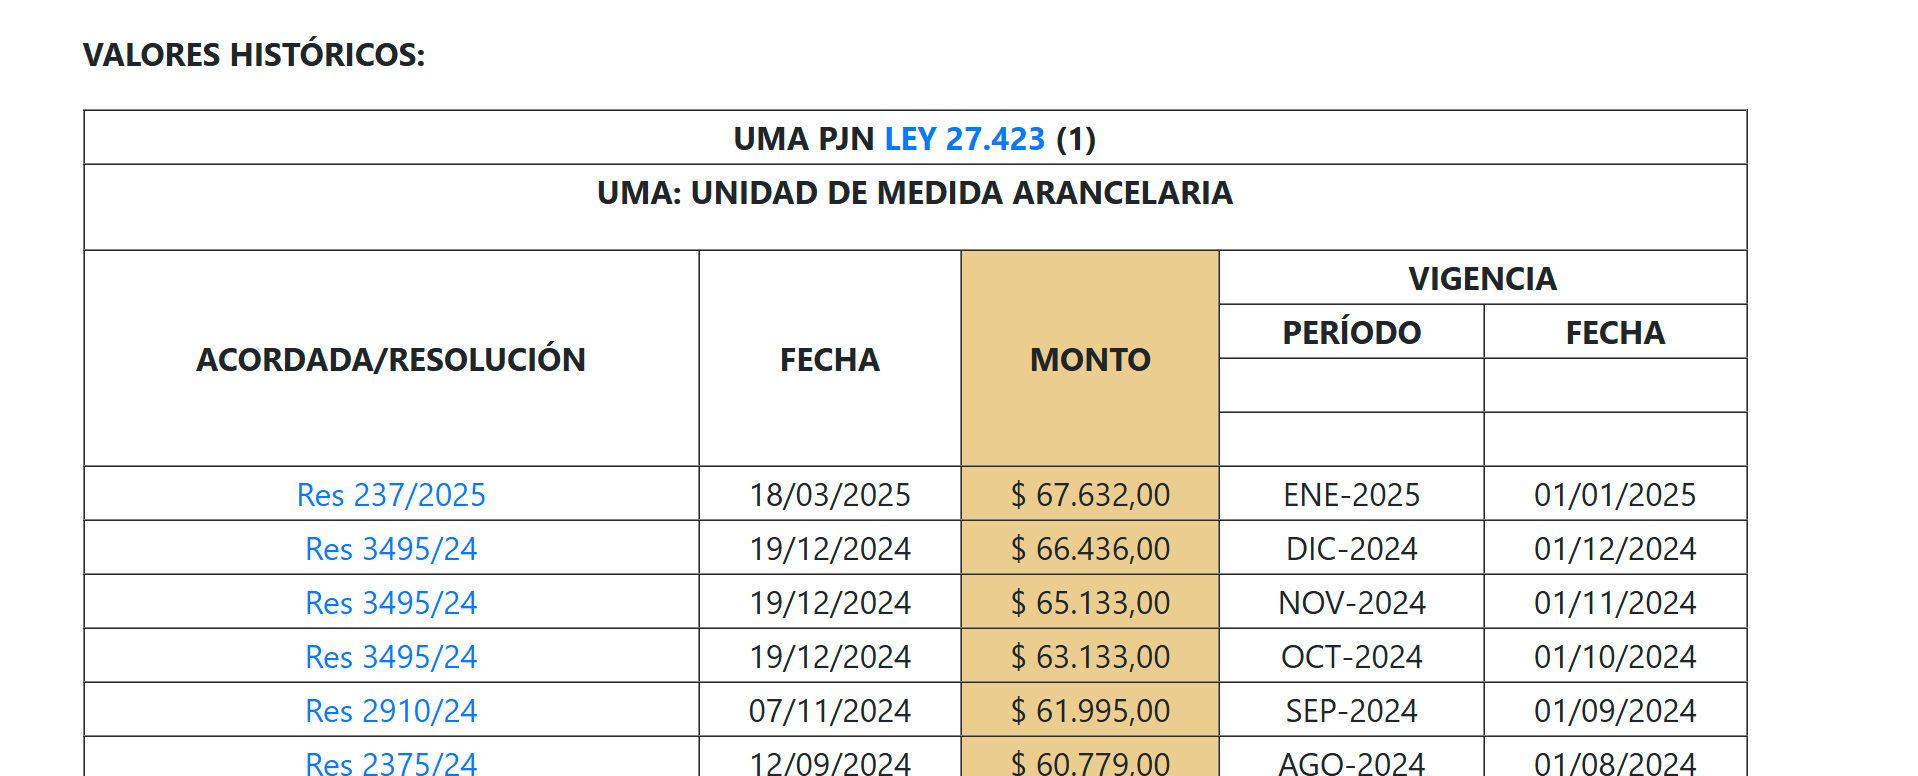 VALORES HISTÓRICOS:
UMA PJN LEY 27.423 (1)
UMA: UNIDAD DE MEDIDA ARANCELARIA
ACORDADA/RESOLUCIÓN FECHA MONTO VIGENCIA
PERÍODO FECHA
Res 237/2025 18/03/2025 $ 67.632,00 ENE-2025 01/01/2025
Res 3495/24 19/12/2024 $ 66.436,00 DIC-2024 01/12/2024
Res 3495/24 19/12/2024 $ 65.133,00 NOV-2024 01/11/2024
Res 3495/24 19/12/2024 $ 63.133,00 OCT-2024 01/10/2024
Res 2910/24 07/11/2024 $ 61.995,00 SEP-2024 01/09/2024
Res 2375/24 12/09/2024 $ 60.779,00 AGO-2024 01/08/2024